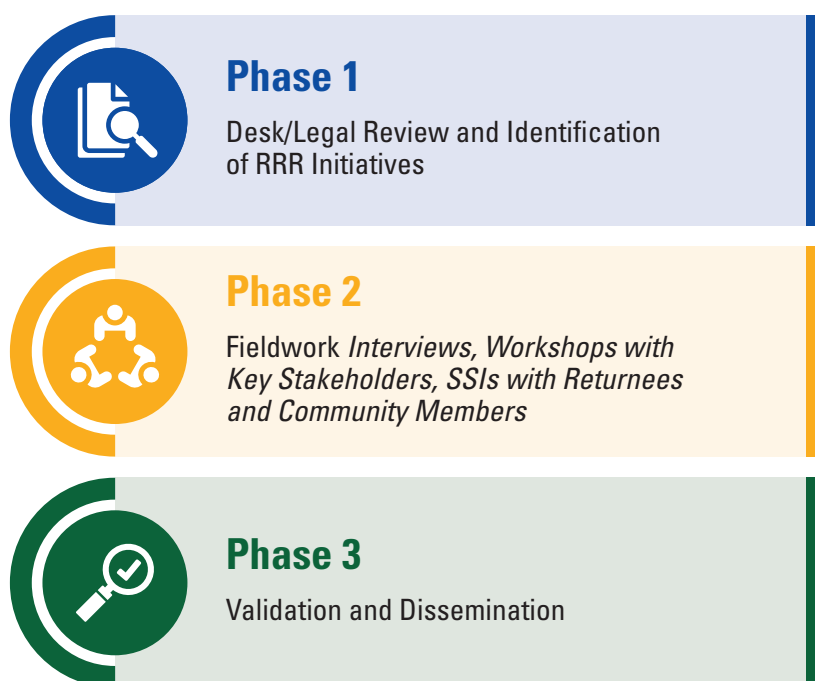 Phase 1
Desk/Legal Review and Identification
of RRR Initiatives
Phase 2
Fieldwork Interviews, Workshops with
Key Stakeholders, SSIs with Returnees
and Community Members
Phase 3
Validation and Dissemination